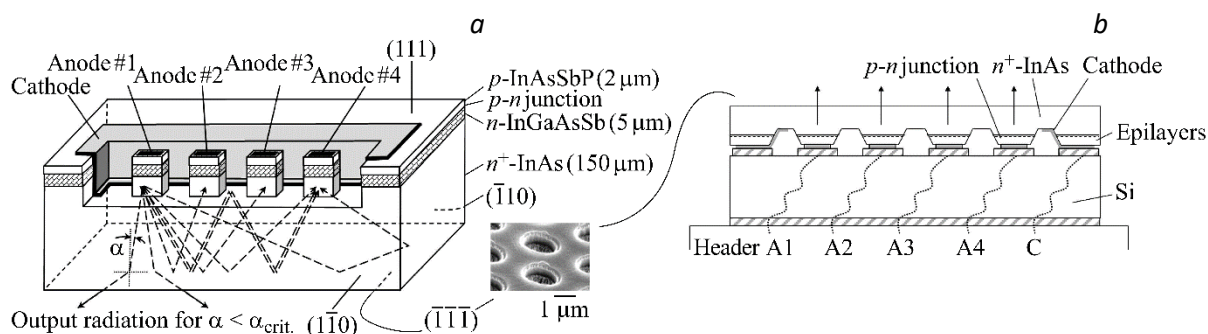 a
b
(111)
Anode #1
Anode #2
Anode #3
Anode #4
Cathode
p-InAsSbP (2 μm)
p-n junction
n-InGaAsSb (5 μm)
n⁺-InAs (150 μm)
(1̄10)
α
Output radiation for α < α_crit.
(11̄0)
(1̄1̄1̄)
1 μm
p-n junction
n⁺-InAs
Cathode
Epilayers
Si
Header A1 A2 A3 A4 C